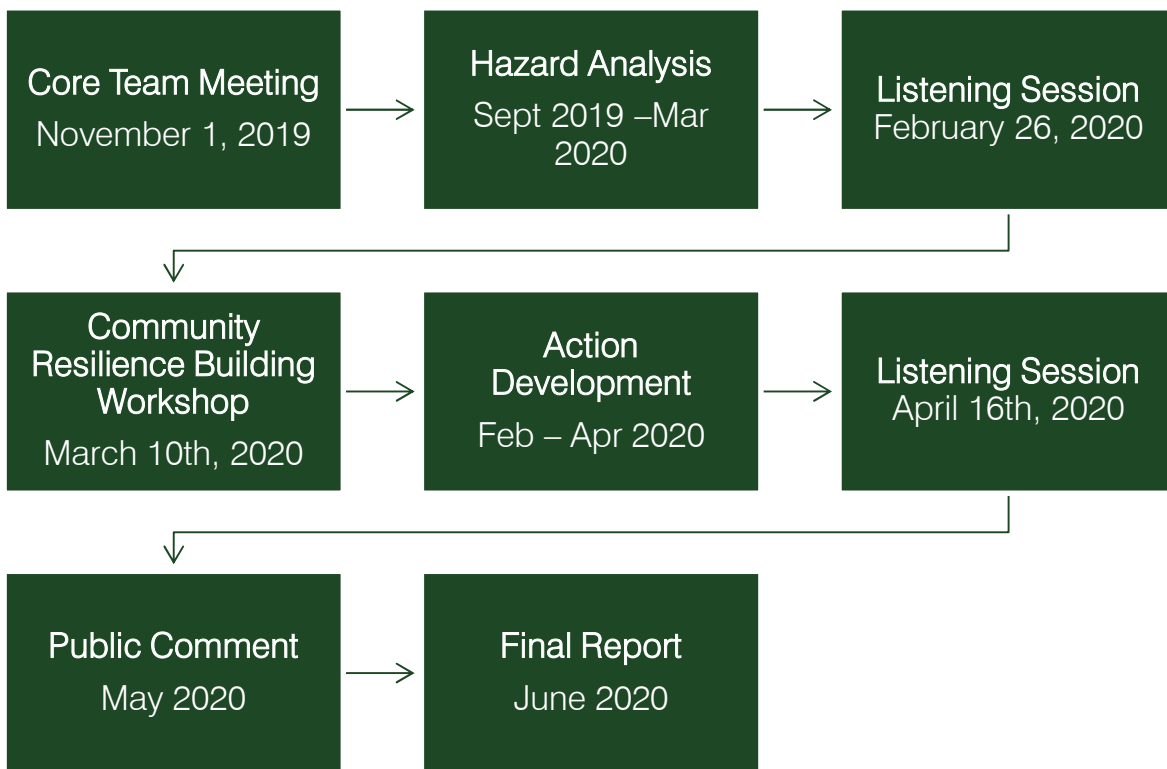 Core Team Meeting
November 1, 2019
Hazard Analysis
Sept 2019 –Mar
2020
Listening Session
February 26, 2020
Community
Resilience Building
Workshop
March 10th, 2020
Action
Development
Feb – Apr 2020
Listening Session
April 16th, 2020
Public Comment
May 2020
Final Report
June 2020